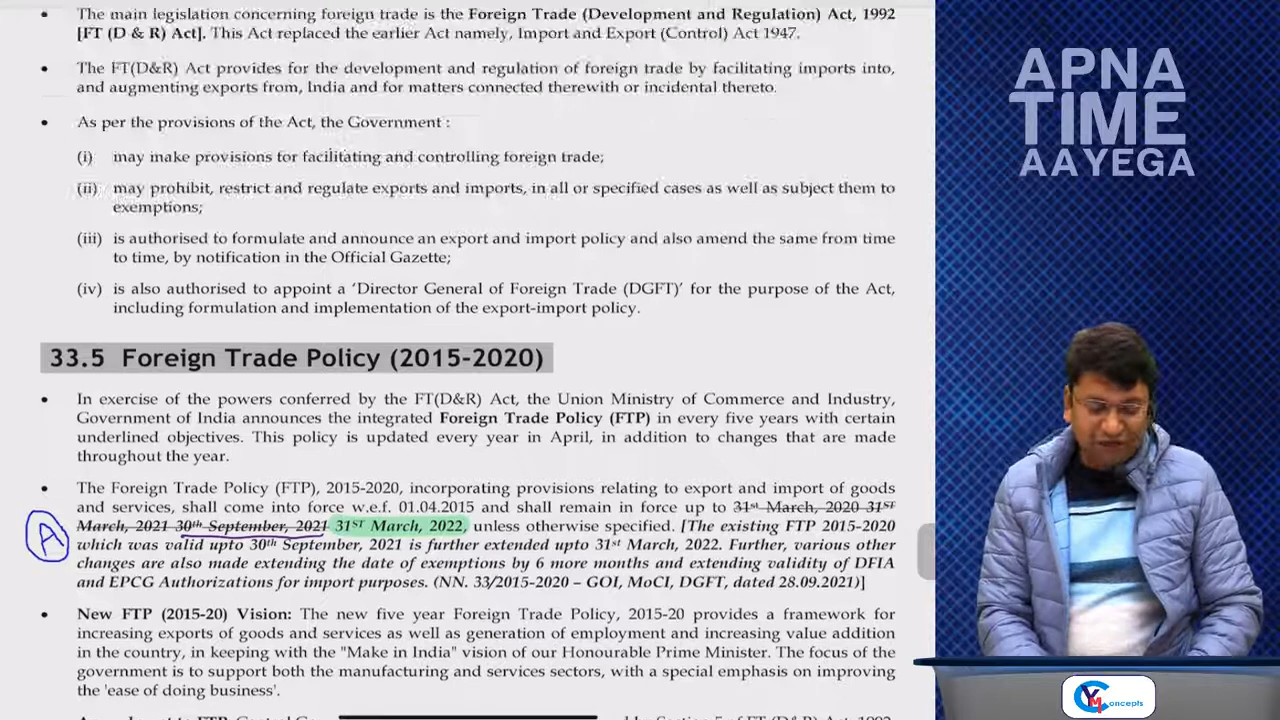 • The main legislation concerning foreign trade is the Foreign Trade (Development and Regulation) Act, 1992
[FT (D & R) Act]. This Act replaced the earlier Act namely, Import and Export (Control) Act 1947.
• The FT(D&R) Act provides for the development and regulation of foreign trade by facilitating imports into,
and augmenting exports from, India and for matters connected therewith or incidental thereto.
• As per the provisions of the Act, the Government :
(i) may make provisions for facilitating and controlling foreign trade;
(ii) may prohibit, restrict and regulate exports and imports, in all or specified cases as well as subject them to
exemptions;
(iii) is authorised to formulate and announce an export and import policy and also amend the same from time
to time, by notification in the Official Gazette;
(iv) is also authorised to appoint a 'Director General of Foreign Trade (DGFT)' for the purpose of the Act,
including formulation and implementation of the export-import policy.
33.5 Foreign Trade Policy (2015-2020)
• In exercise of the powers conferred by the FT(D&R) Act, the Union Ministry of Commerce and Industry,
Government of India announces the integrated Foreign Trade Policy (FTP) in every five years with certain
underlined objectives. This policy is updated every year in April, in addition to changes that are made
throughout the year.
• The Foreign Trade Policy (FTP), 2015-2020, incorporating provisions relating to export and import of goods
and services, shall come into force w.e.f. 01.04.2015 and shall remain in force up to 31st March, 2020 31ST
March, 2021 30th September, 2021 31ST March, 2022, unless otherwise specified. [The existing FTP 2015-2020
which was valid upto 30th September, 2021 is further extended upto 31st March, 2022. Further, various other
changes are also made extending the date of exemptions by 6 more months and extending validity of DFIA
and EPCG Authorizations for import purposes. (NN. 33/2015-2020 – GOI, MoCI, DGFT, dated 28.09.2021)]
A
• New FTP (2015-20) Vision: The new five year Foreign Trade Policy, 2015-20 provides a framework for
increasing exports of goods and services as well as generation of employment and increasing value addition
in the country, in keeping with the "Make in India" vision of our Honourable Prime Minister. The focus of the
government is to support both the manufacturing and services sectors, with a special emphasis on improving
the 'ease of doing business'.
APNA
TIME
AAYEGA
YM Concepts